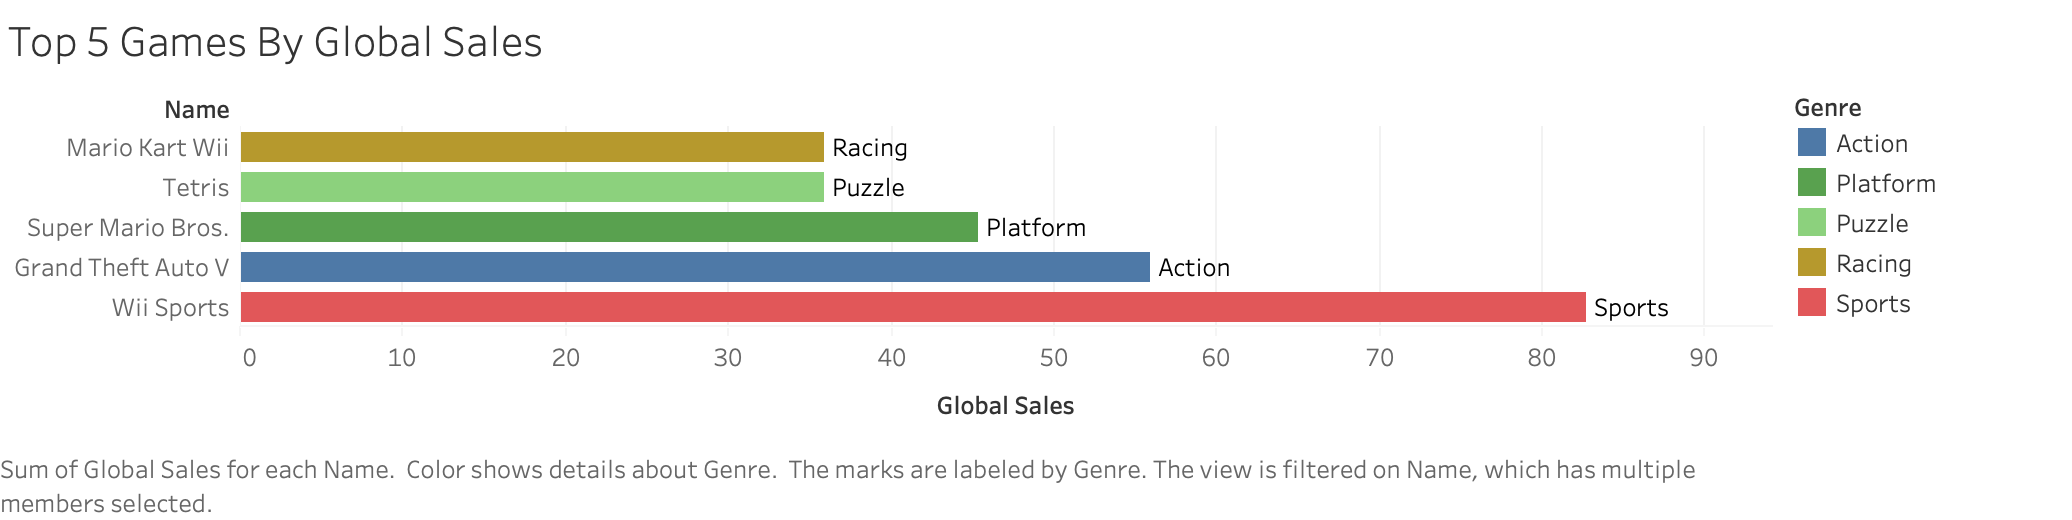 Top 5 Games By Global Sales
Name
Mario Kart Wii
Racing
Tetris
Puzzle
Super Mario Bros.
Platform
Grand Theft Auto V
Action
Wii Sports
Sports
0 10 20 30 40 50 60 70 80 90
Global Sales
Genre
Action
Platform
Puzzle
Racing
Sports
Sum of Global Sales for each Name.  Color shows details about Genre.  The marks are labeled by Genre. The view is filtered on Name, which has multiple
members selected.